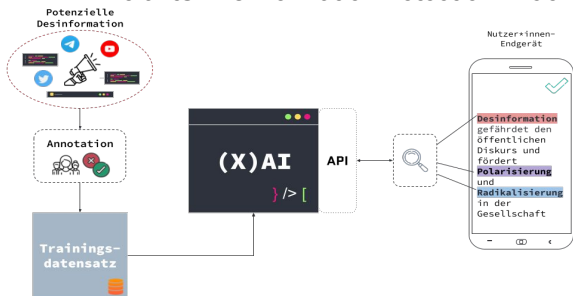 Potenzielle
Desinformation
Annotation
Trainings-
datensatz
(X)AI
} /> [
API
Nutzer*innen-
Endgerät
Desinformation
gefährdet den
öffentlichen
Diskurs und
fördert
Polarisierung
und
Radikalisierung
in der
Gesellschaft